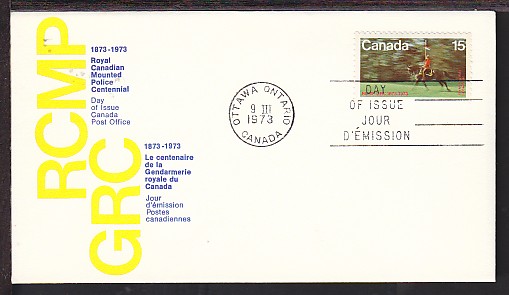 RCMP
1873-1973
Royal
Canadian
Mounted
Police
Centennial
Day
of Issue
Canada
Post Office
GRC
1873-1973
Le centenaire
de la
Gendarmerie
royale du
Canada
Jour
d'émission
Postes
canadiennes
OTTAWA ONTARIO
9 III
1973
CANADA
Canada 15
DAY
OF ISSUE
JOUR
D'ÉMISSION